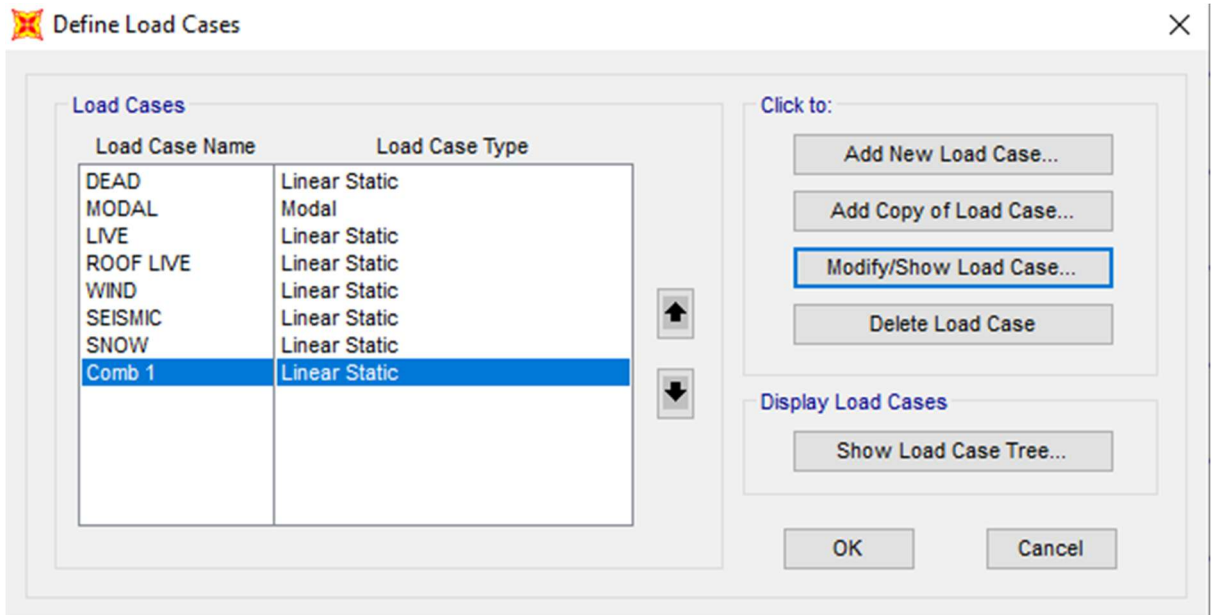 Define Load Cases
Load Cases
Load Case Name Load Case Type
DEAD Linear Static
MODAL Modal
LIVE Linear Static
ROOF LIVE Linear Static
WIND Linear Static
SEISMIC Linear Static
SNOW Linear Static
Comb 1 Linear Static
Click to:
Add New Load Case...
Add Copy of Load Case...
Modify/Show Load Case...
Delete Load Case
Display Load Cases
Show Load Case Tree...
OK Cancel